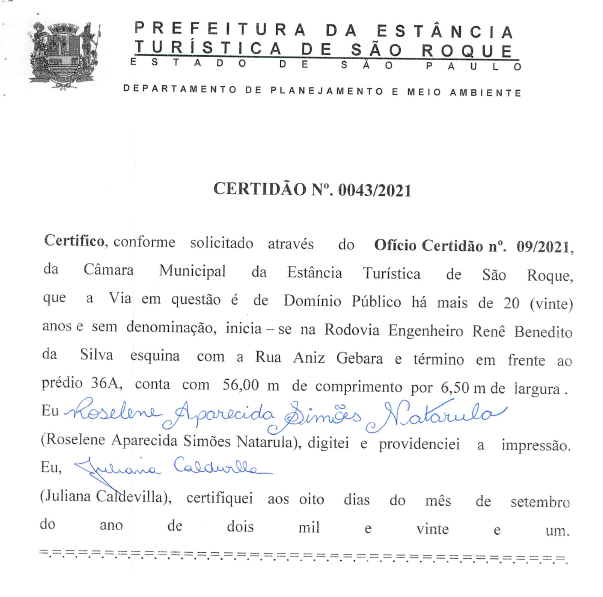 PREFEITURA DA ESTÂNCIA
TURÍSTICA DE SÃO ROQUE
ESTADO DE SÃO PAULO
DEPARTAMENTO DE PLANEJAMENTO E MEIO AMBIENTE
CERTIDÃO Nº. 0043/2021
Certifico, conforme solicitado através do Ofício Certidão nº. 09/2021,
da Câmara Municipal da Estância Turística de São Roque,
que a Via em questão é de Domínio Público há mais de 20 (vinte)
anos e sem denominação, inicia – se na Rodovia Engenheiro Renê Benedito
da Silva esquina com a Rua Aniz Gebara e término em frente ao
prédio 36A, conta com 56,00 m de comprimento por 6,50 m de largura .
Eu Roselene Aparecida Simões Natarula
(Roselene Aparecida Simões Natarula), digitei e providenciei a impressão.
Eu, Juliana Caldevilla
(Juliana Caldevilla), certifiquei aos oito dias do mês de setembro
do ano de dois mil e vinte e um.
=.=.=.=.=.=.=.=.=.=.=.=.=.=.=.=.=.=.=.=.=.=.=.=.=.=.=.=.=.=.=.